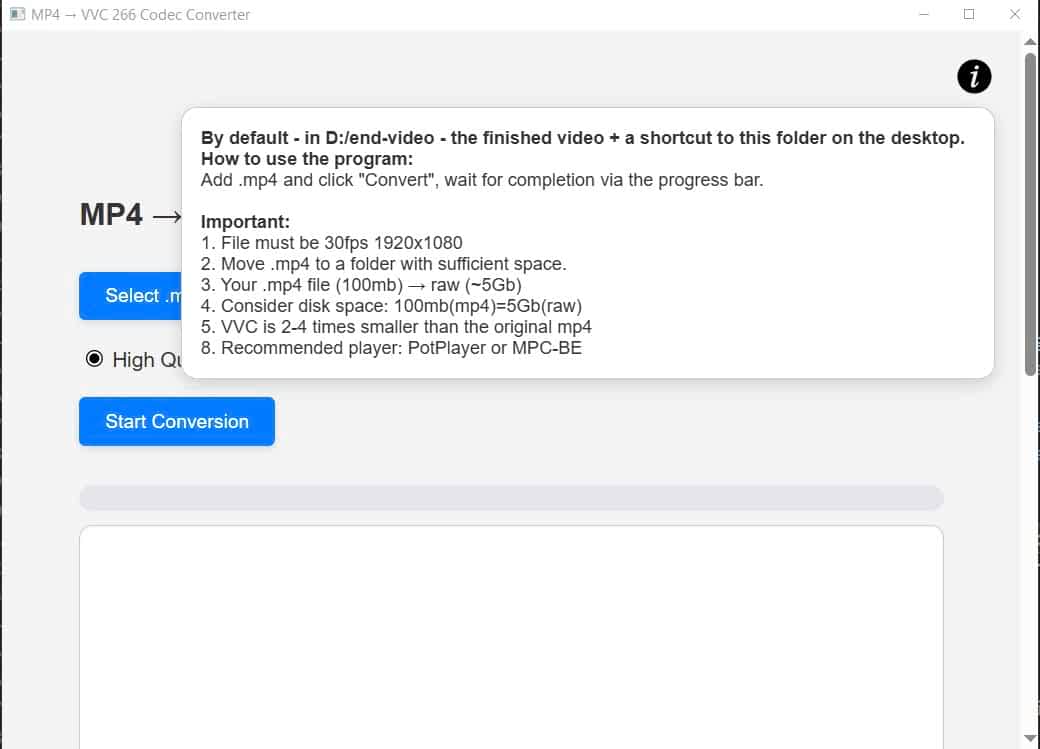 MP4 → VVC 266 Codec Converter
i
By default - in D:/end-video - the finished video + a shortcut to this folder on the desktop.
How to use the program:
Add .mp4 and click "Convert", wait for completion via the progress bar.
Important:
1. File must be 30fps 1920x1080
2. Move .mp4 to a folder with sufficient space.
3. Your .mp4 file (100mb) → raw (~5Gb)
4. Consider disk space: 100mb(mp4)=5Gb(raw)
5. VVC is 2-4 times smaller than the original mp4
8. Recommended player: PotPlayer or MPC-BE
MP4 →
Select .m
High Qu
Start Conversion